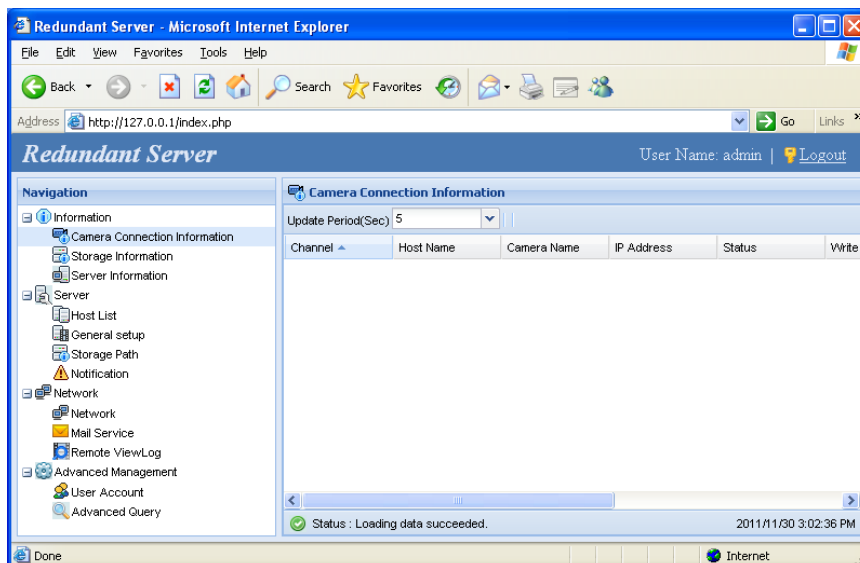 Redundant Server - Microsoft Internet Explorer
File Edit View Favorites Tools Help
Back Search Favorites
Address http://127.0.0.1/index.php Go Links »
Redundant Server User Name: admin | Logout
Navigation
Information
Camera Connection Information
Storage Information
Server Information
Server
Host List
General setup
Storage Path
Notification
Network
Network
Mail Service
Remote ViewLog
Advanced Management
User Account
Advanced Query
Camera Connection Information
Update Period(Sec) 5
Channel Host Name Camera Name IP Address Status Write
Status : Loading data succeeded. 2011/11/30 3:02:36 PM
Done Internet